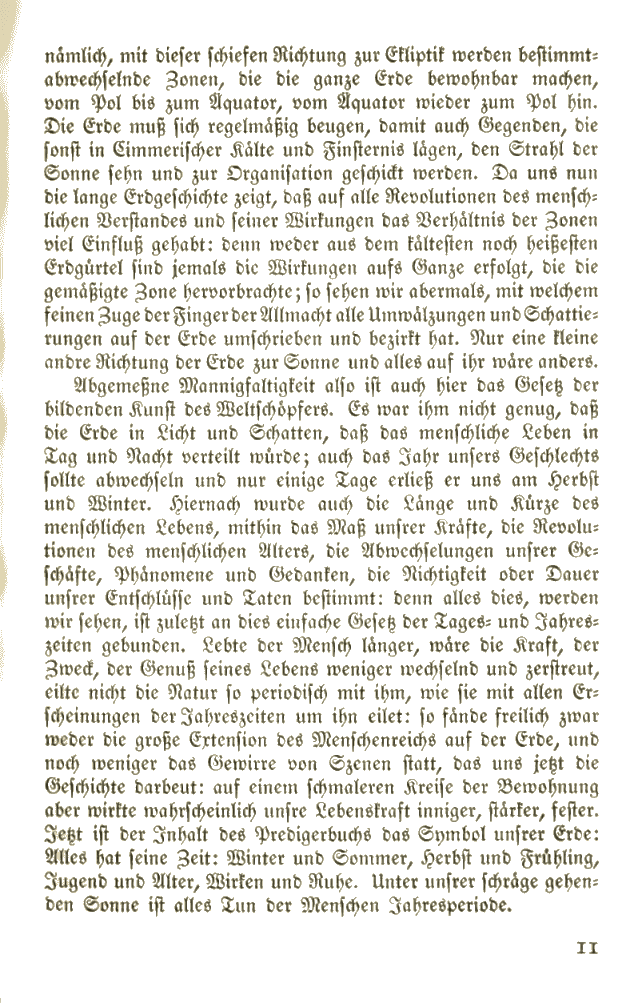 nämlich, mit dieser schiefen Richtung zur Ekliptik werden bestimmt-
abwechselnde Zonen, die die ganze Erde bewohnbar machen,
vom Pol bis zum Äquator, vom Äquator wieder zum Pol hin.
Die Erde muß sich regelmäßig beugen, damit auch Gegenden, die
sonst in Cimmerischer Kälte und Finsternis lägen, den Strahl der
Sonne sehn und zur Organisation geschickt werden. Da uns nun
die lange Erdgeschichte zeigt, daß auf alle Revolutionen des mensch-
lichen Verstandes und seiner Wirkungen das Verhältnis der Zonen
viel Einfluß gehabt: denn weder aus dem kältesten noch heißesten
Erdgürtel sind jemals die Wirkungen aufs Ganze erfolgt, die die
gemäßigte Zone hervorbrachte; so sehen wir abermals, mit welchem
feinen Zuge der Finger der Allmacht alle Umwälzungen und Schattie-
rungen auf der Erde umschrieben und bezirkt hat. Nur eine kleine
andre Richtung der Erde zur Sonne und alles auf ihr wäre anders.
Abgemeßne Mannigfaltigkeit also ist auch hier das Gesetz der
bildenden Kunst des Weltschöpfers. Es war ihm nicht genug, daß
die Erde in Licht und Schatten, daß das menschliche Leben in
Tag und Nacht verteilt würde; auch das Jahr unsers Geschlechts
sollte abwechseln und nur einige Tage erließ er uns am Herbst
und Winter. Hiernach wurde auch die Länge und Kürze des
menschlichen Lebens, mithin das Maß unsrer Kräfte, die Revolu-
tionen des menschlichen Alters, die Abwechselungen unsrer Ge-
schäfte, Phänomene und Gedanken, die Nichtigkeit oder Dauer
unsrer Entschlüsse und Taten bestimmt: denn alles dies, werden
wir sehen, ist zuletzt an dies einfache Gesetz der Tages- und Jahres-
zeiten gebunden. Lebte der Mensch länger, wäre die Kraft, der
Zweck, der Genuß seines Lebens weniger wechselnd und zerstreut,
eilte nicht die Natur so periodisch mit ihm, wie sie mit allen Er-
scheinungen der Jahreszeiten um ihn eilet: so fände freilich zwar
weder die große Extension des Menschenreichs auf der Erde, und
noch weniger das Gewirre von Szenen statt, das uns jetzt die
Geschichte darbeut: auf einem schmaleren Kreise der Bewohnung
aber wirkte wahrscheinlich unsre Lebenskraft inniger, stärker, fester.
Jetzt ist der Inhalt des Predigerbuchs das Symbol unsrer Erde:
Alles hat seine Zeit: Winter und Sommer, Herbst und Frühling,
Jugend und Alter, Wirken und Ruhe. Unter unsrer schräge gehen-
den Sonne ist alles Tun der Menschen Jahresperiode.
11